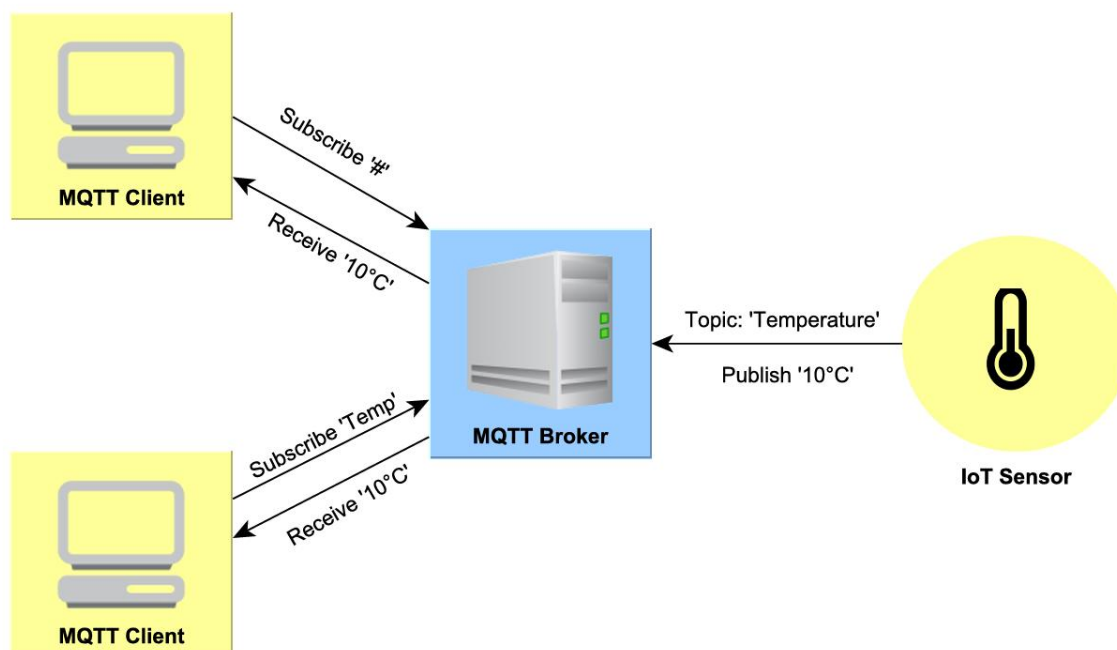 MQTT Client
Subscribe '#'
Receive '10°C'
MQTT Broker
Topic: 'Temperature'
Publish '10°C'
IoT Sensor
Subscribe 'Temp'
Receive '10°C'
MQTT Client